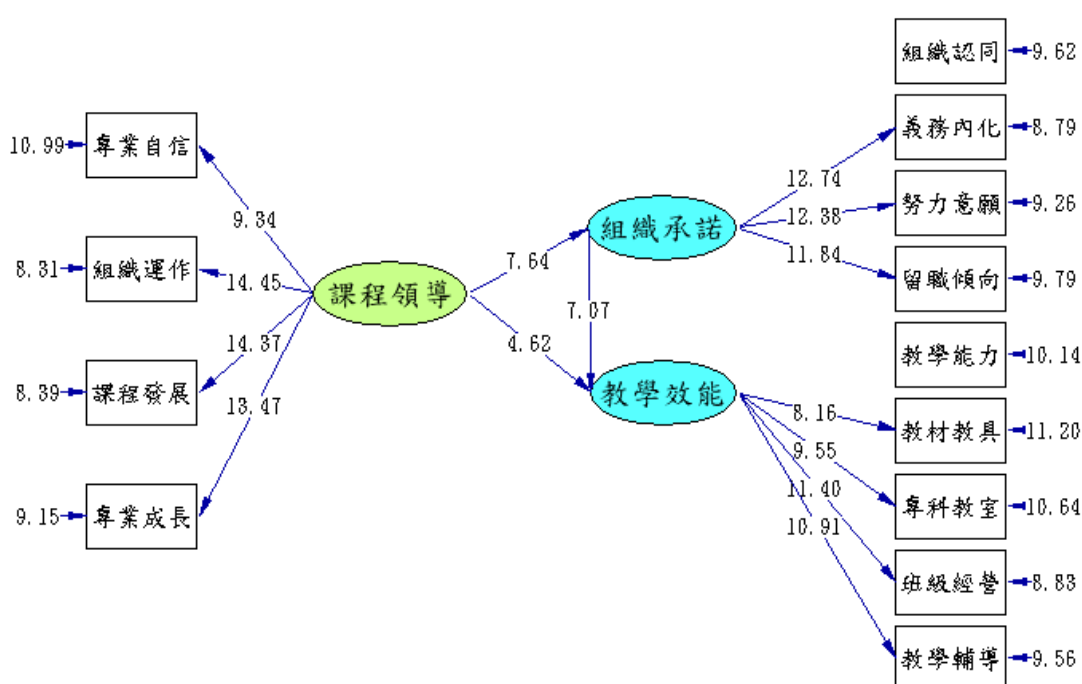 組織認同
9.62
10.99
專業自信
義務內化
8.79
12.74
9.34
組織承諾
12.38
努力意願
9.26
8.31
組織運作
14.45
7.64
11.84
留職傾向
9.79
課程領導
7.07
14.37
4.62
教學能力
10.14
8.39
課程發展
13.47
教學效能
8.16
教材教具
11.20
9.55
9.15
專業成長
11.40
專科教室
10.64
10.91
班級經營
8.83
教學輔導
9.56